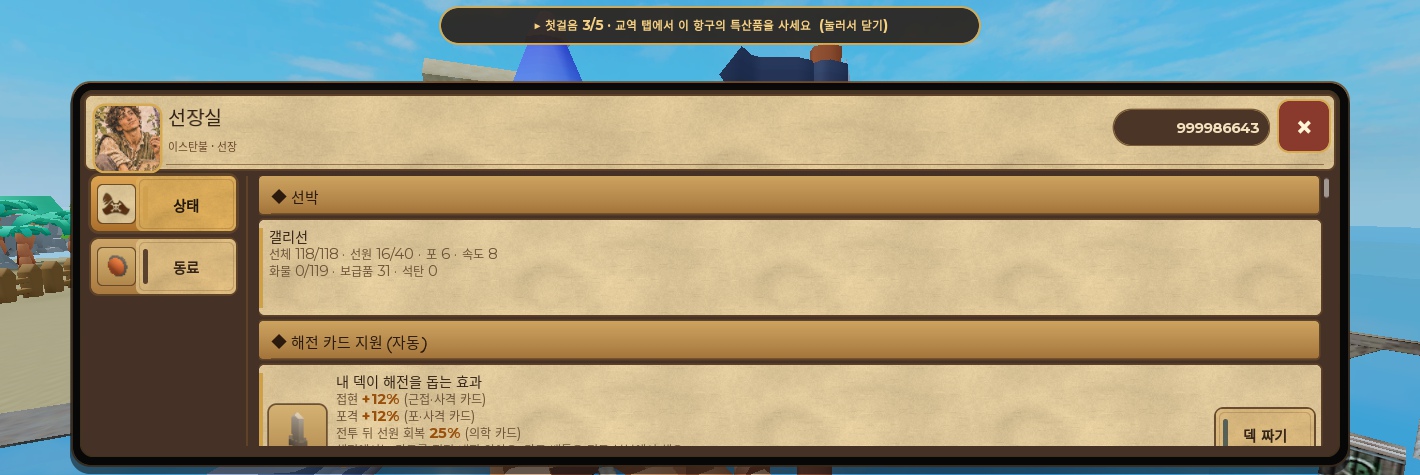 ▸ 첫걸음 3/5 · 교역 탭에서 이 항구의 특산품을 사세요 (눌러서 닫기)
선장실
이스탄불 · 선장
999986643
×
상태
동료
◆ 선박
갤리선
선체 118/118 · 선원 16/40 · 포 6 · 속도 8
화물 0/119 · 보급품 31 · 석탄 0
◆ 해전 카드 지원 (자동)
내 덱이 해전을 돕는 효과
접현 +12% (근접·사격 카드)
포격 +12% (포·사격 카드)
전투 뒤 선원 회복 25% (의학 카드)
덱 짜기